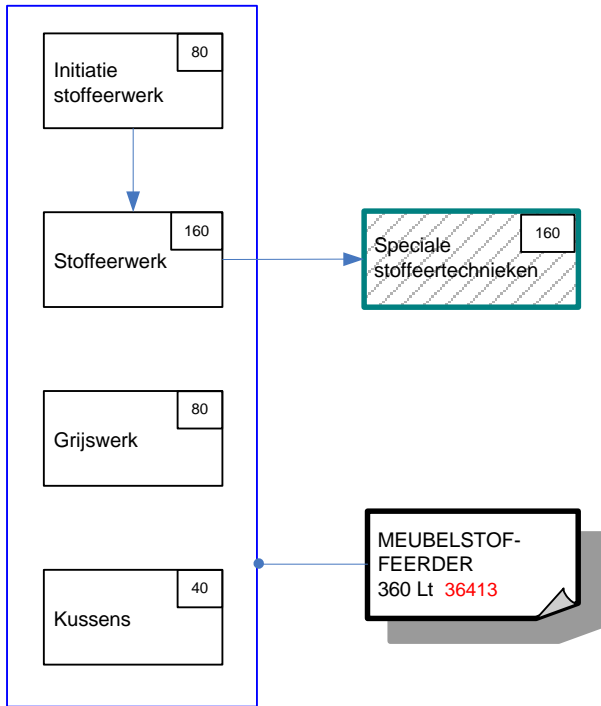 80
Initiatie
stoffeerwerk
160
Stoffeerwerk
160
Speciale
stoffeertechnieken
80
Grijswerk
MEUBELSTOF-
FEERDER
360 Lt 36413
40
Kussens